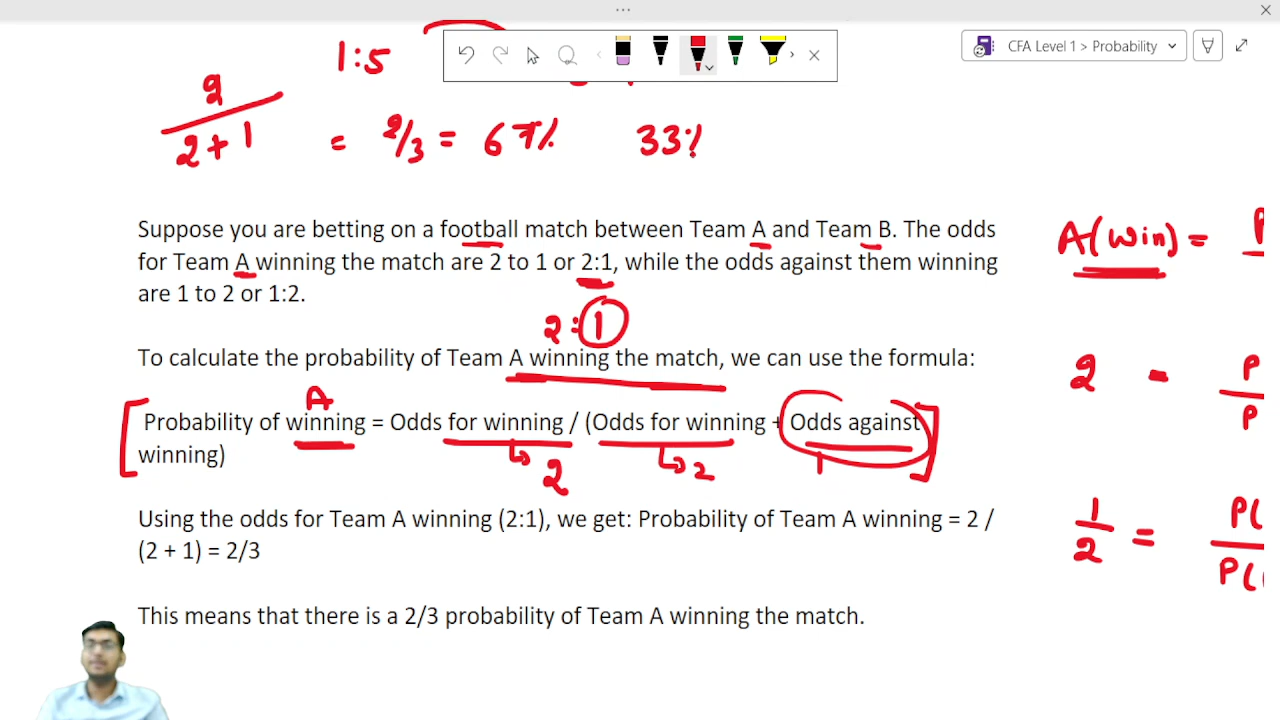 CFA Level 1 > Probability
1:5
2
2+1
= 2/3 = 67% 33%
Suppose you are betting on a football match between Team A and Team B. The odds
for Team A winning the match are 2 to 1 or 2:1, while the odds against them winning
are 1 to 2 or 1:2.
A(win) =
2:1
To calculate the probability of Team A winning the match, we can use the formula:
2 - P
P
A
Probability of winning = Odds for winning / (Odds for winning + Odds against
winning)
2
2
1
Using the odds for Team A winning (2:1), we get: Probability of Team A winning = 2 /
(2 + 1) = 2/3
1
2 =
P(
P(
This means that there is a 2/3 probability of Team A winning the match.